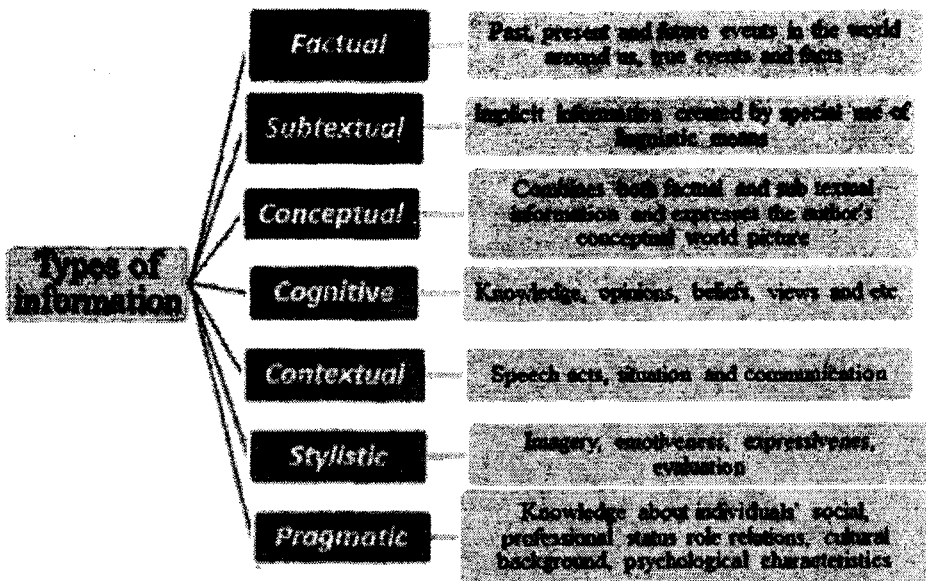 Factual
Past, present and future events in the world
around us, true events and facts
Subtextual
Implicit information created by special use of
linguistic means
Conceptual
Combines both factual and sub textual
information and expresses the author's
conceptual world picture
Types of
information
Cognitive
Knowledge, opinions, beliefs, views and etc
Contextual
Speech acts, situation and communication
Stylistic
Imagery, emotiveness, expressivenes,
evaluation
Pragmatic
Knowledge about individuals' social,
professional status role relations, cultural
background, psychological characteristics